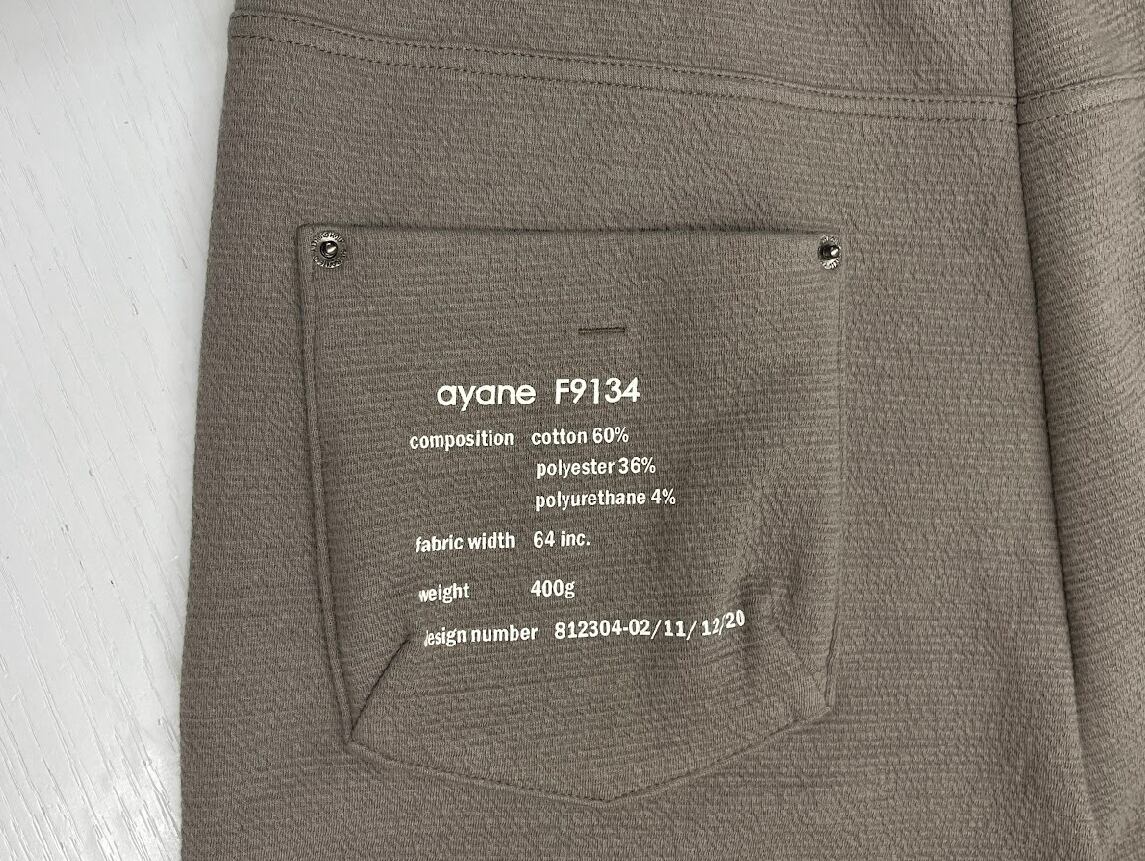 ayane F9134
composition cotton 60%
polyester 36%
polyurethane 4%
fabric width 64 inc.
weight 400g
design number 812304-02/11/12/20